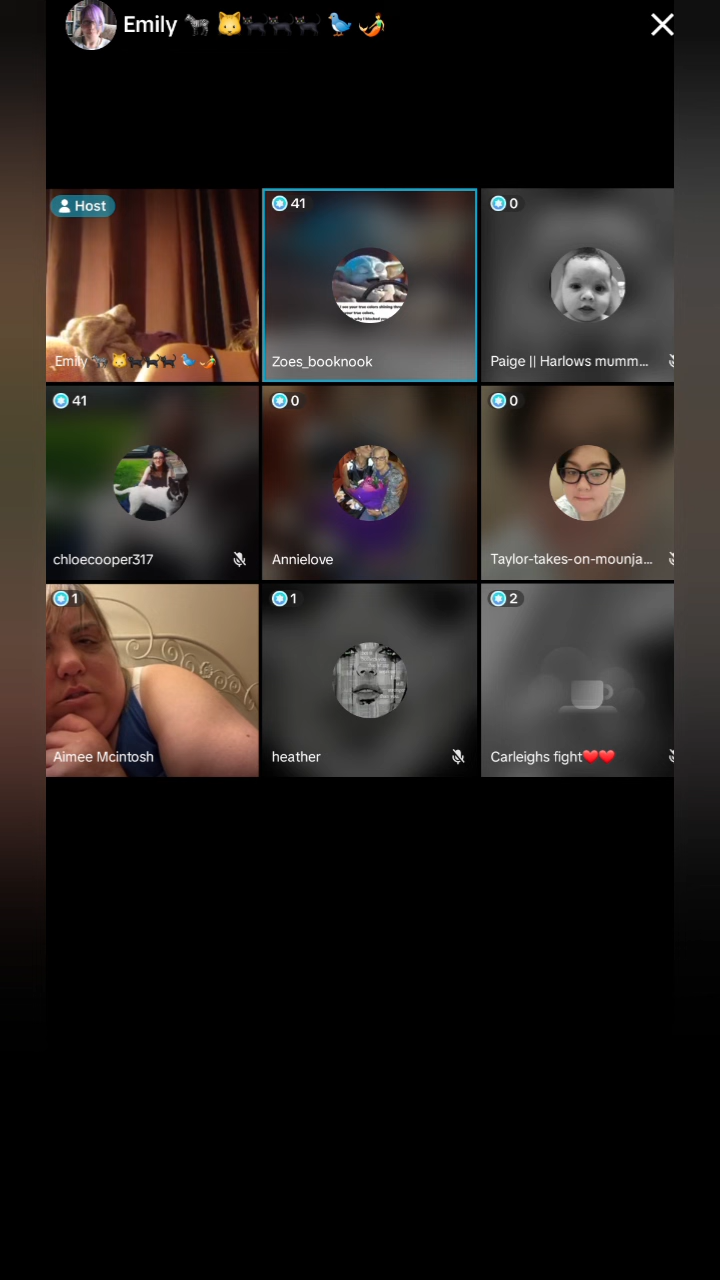 Emily 🦓 🐱🐈‍⬛🐈‍⬛🐈‍⬛ 🐦 🧜
Host
41
0
Emily 🦓 🐱🐈‍⬛🐈‍⬛🐈‍⬛ 🐦 🧜
Zoes_booknook
Paige || Harlows mumm...
41
0
0
chloecooper317
Annielove
Taylor-takes-on-mounja...
1
1
2
Aimee Mcintosh
heather
Carleighs fight❤️❤️